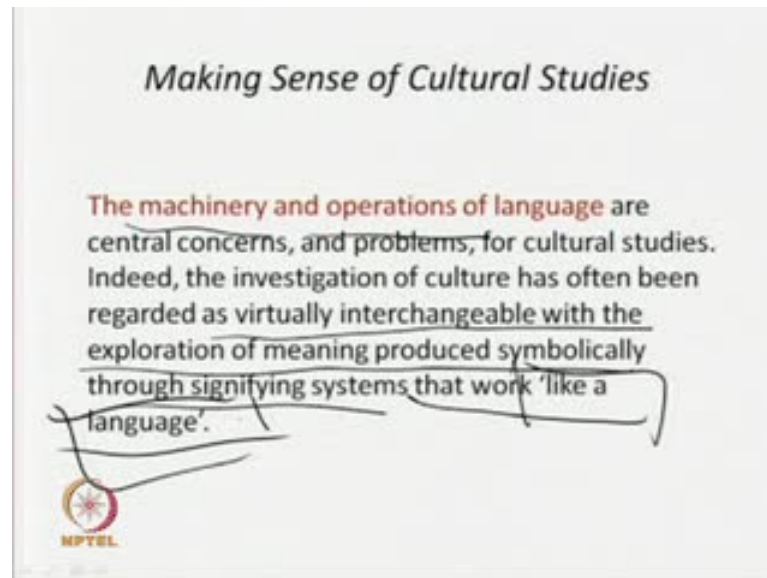 Making Sense of Cultural Studies
The machinery and operations of language are
central concerns, and problems, for cultural studies.
Indeed, the investigation of culture has often been
regarded as virtually interchangeable with the
exploration of meaning produced symbolically
through signifying systems that work ‘like a
language’.
NPTEL